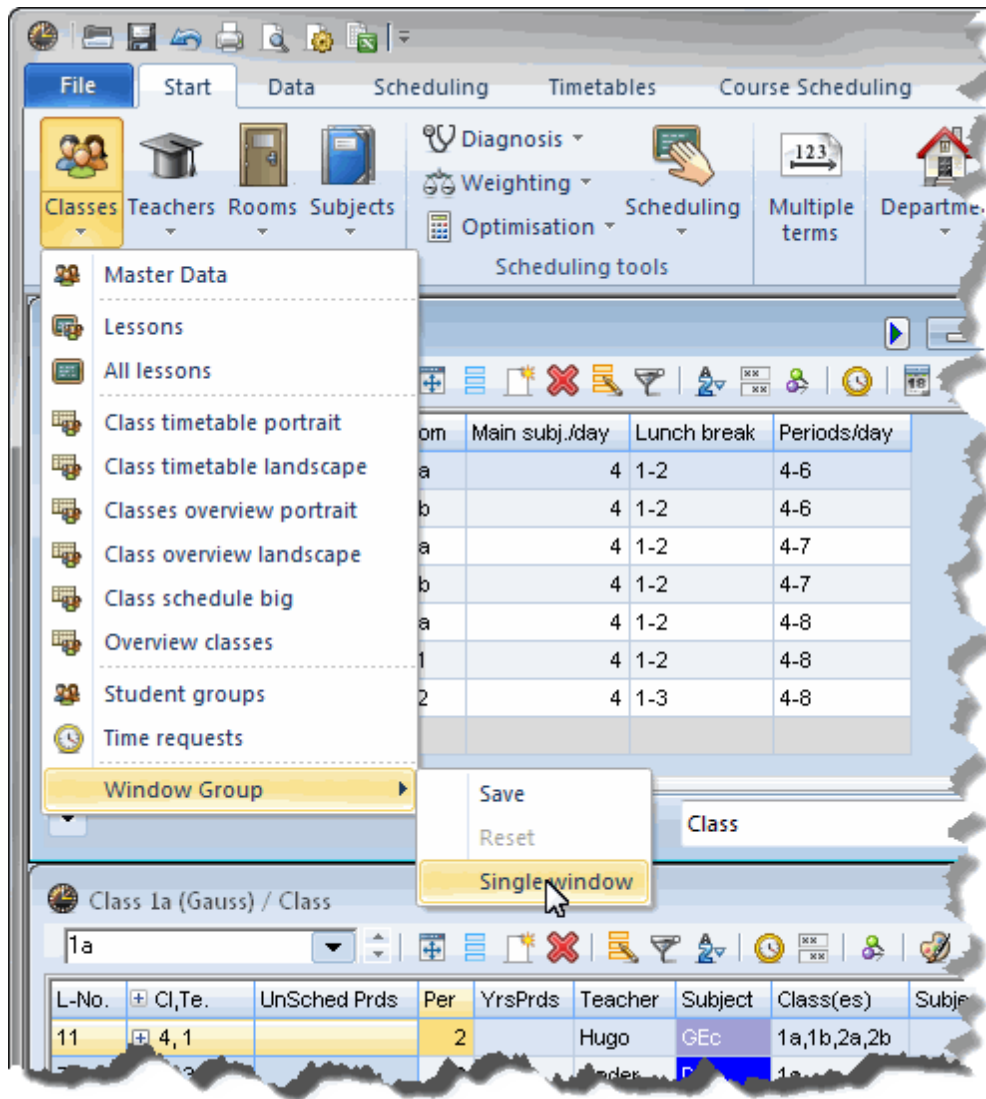 File Start Data Scheduling Timetables Course Scheduling
Classes Teachers Rooms Subjects
Diagnosis
Weighting
Optimisation
Scheduling
123
Multiple
terms
Scheduling tools
Master Data
Lessons
All lessons
Class timetable portrait
Class timetable landscape
Classes overview portrait
Class overview landscape
Class schedule big
Overview classes
Student groups
Time requests
Window Group
Save
Reset
Single window
18
om Main subj./day Lunch break Periods/day
a 4 1-2 4-6
b 4 1-2 4-6
a 4 1-2 4-7
b 4 1-2 4-7
a 4 1-2 4-8
1 4 1-2 4-8
2 4 1-3 4-8
Class
Class 1a (Gauss) / Class
1a
L-No. Cl,Te. UnSched Prds Per YrsPrds Teacher Subject Class(es)
11 4, 1 2 Hugo GEc 1a,1b,2a,2b